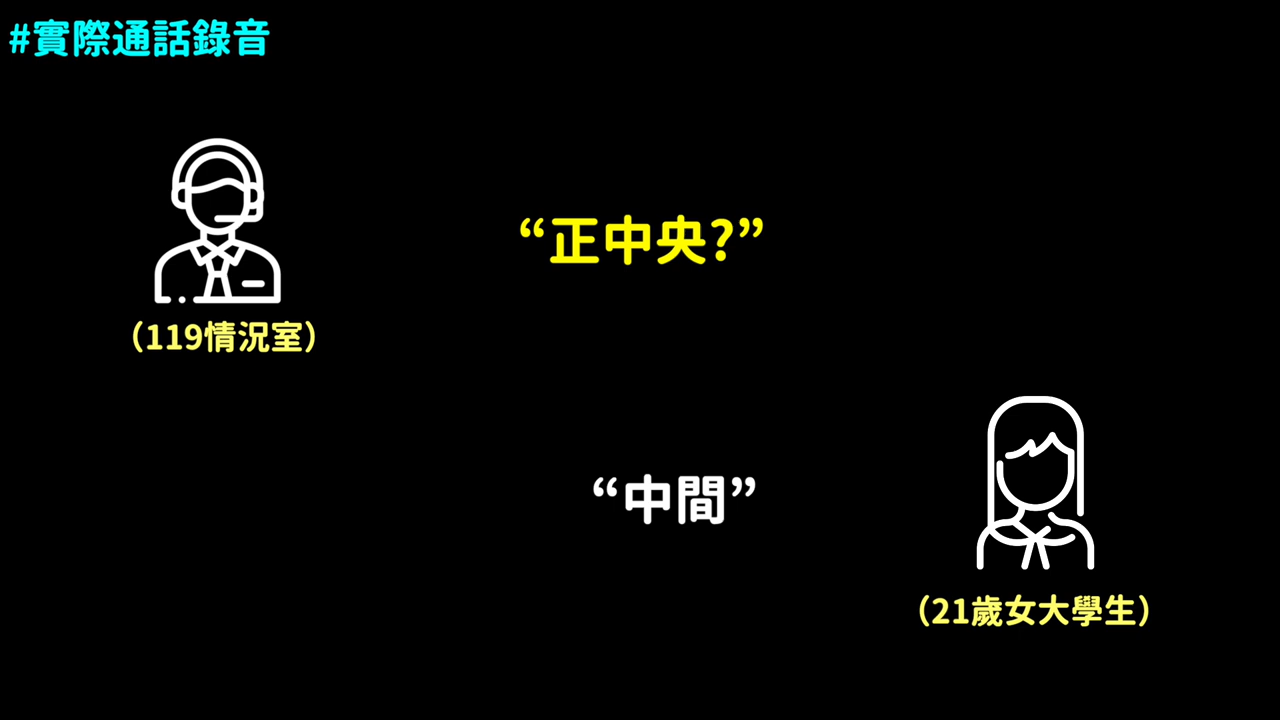 #實際通話錄音
“正中央?”
（119情況室）
“中間”
（21歲女大學生）